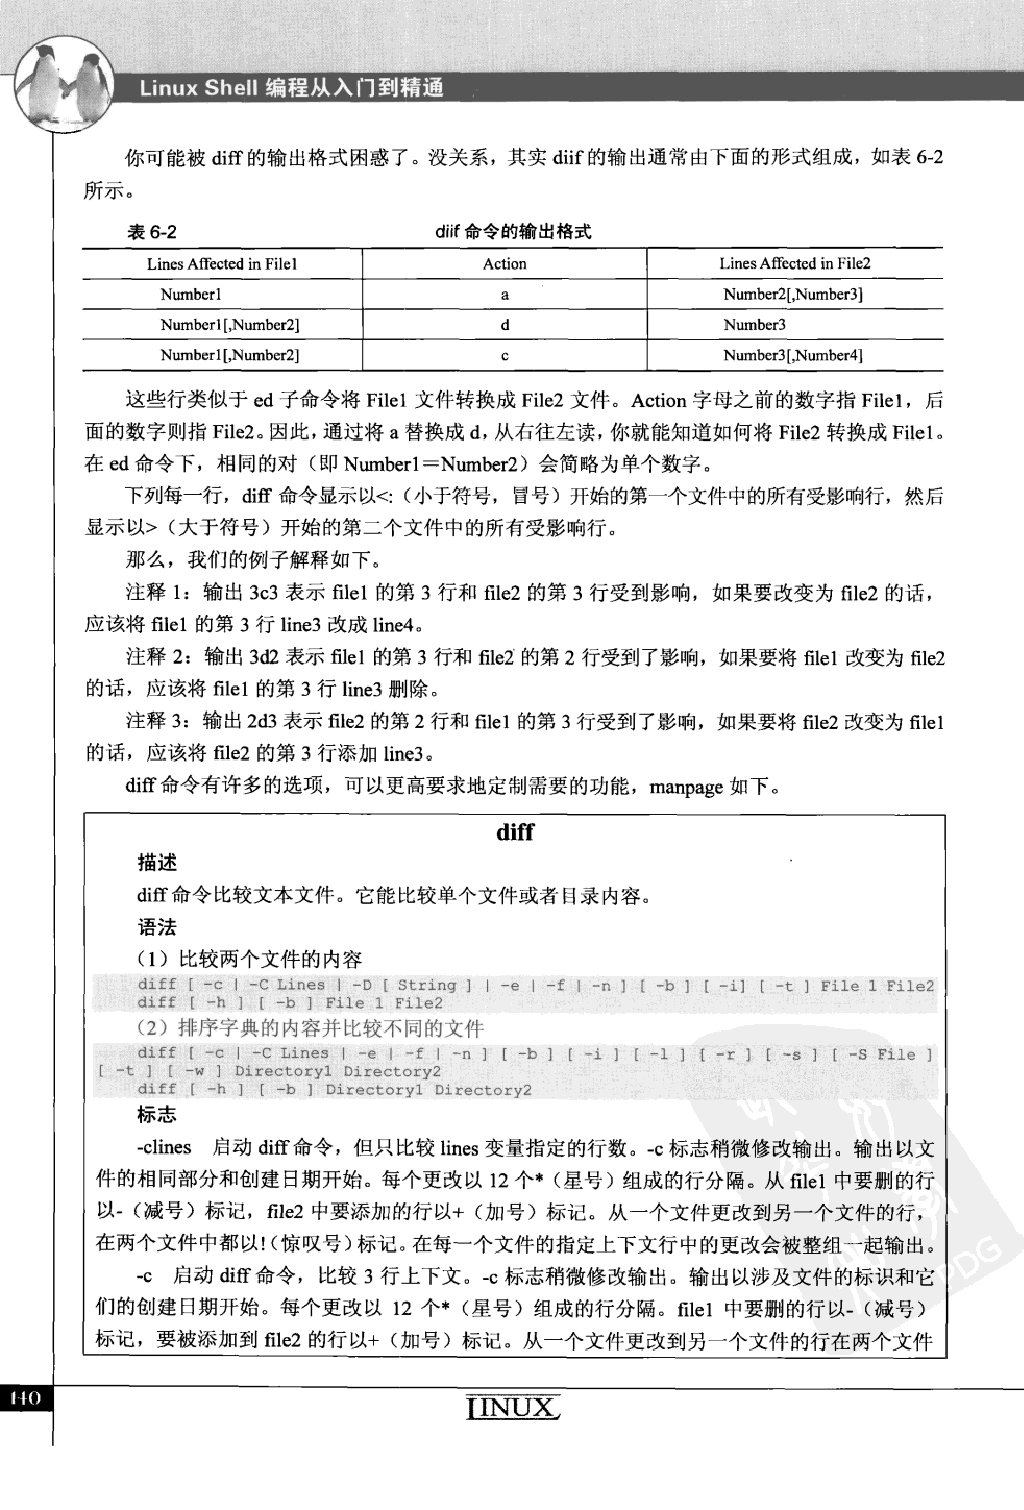 Linux Shell 编程从入门到精通
你可能被 diff 的输出格式困惑了。没关系，其实 diif 的输出通常由下面的形式组成，如表 6-2
所示。
表 6-2 diif 命令的输出格式
Lines Affected in File1 Action Lines Affected in File2
Number1 a Number2[,Number3]
Number1[,Number2] d Number3
Number1[,Number2] c Number3[,Number4]
这些行类似于 ed 子命令将 File1 文件转换成 File2 文件。Action 字母之前的数字指 File1，后
面的数字则指 File2。因此，通过将 a 替换成 d，从右往左读，你就能知道如何将 File2 转换成 File1。
在 ed 命令下，相同的对（即 Number1＝Number2）会简略为单个数字。
下列每一行，diff 命令显示以<:（小于符号，冒号）开始的第一个文件中的所有受影响行，然后
显示以>（大于符号）开始的第二个文件中的所有受影响行。
那么，我们的例子解释如下。
注释 1：输出 3c3 表示 file1 的第 3 行和 file2 的第 3 行受到影响，如果要改变为 file2 的话，
应该将 file1 的第 3 行 line3 改成 line4。
注释 2：输出 3d2 表示 file1 的第 3 行和 file2 的第 2 行受到了影响，如果要将 file1 改变为 file2
的话，应该将 file1 的第 3 行 line3 删除。
注释 3：输出 2d3 表示 file2 的第 2 行和 file1 的第 3 行受到了影响，如果要将 file2 改变为 file1
的话，应该将 file2 的第 3 行添加 line3。
diff 命令有许多的选项，可以更高要求地定制需要的功能，manpage 如下。
diff
描述
diff 命令比较文本文件。它能比较单个文件或者目录内容。
语法
（1）比较两个文件的内容
diff [ -c | -C Lines | -D [ String ] | -e | -f | -n ] [ -b ] [ -i] [ -t ] File 1 File2
diff [ -h ] [ -b ] File 1 File2
（2）排序字典的内容并比较不同的文件
diff [ -c | -C Lines | -e | -f | -n ] [ -b ] [ -i ] [ -l ] [ -r ] [ -s ] [ -S File ]
[ -t ] [ -w ] Directory1 Directory2
diff [ -h ] [ -b ] Directory1 Directory2
标志
-clines 启动 diff 命令，但只比较 lines 变量指定的行数。-c 标志稍微修改输出。输出以文
件的相同部分和创建日期开始。每个更改以 12 个*（星号）组成的行分隔。从 file1 中要删的行
以-（减号）标记，file2 中要添加的行以+（加号）标记。从一个文件更改到另一个文件的行，
在两个文件中都以!（惊叹号）标记。在每一个文件的指定上下文行中的更改会被整组一起输出。
-c 启动 diff 命令，比较 3 行上下文。-c 标志稍微修改输出。输出以涉及文件的标识和它
们的创建日期开始。每个更改以 12 个*（星号）组成的行分隔。file1 中要删的行以-（减号）
标记，要被添加到 file2 的行以+（加号）标记。从一个文件更改到另一个文件的行在两个文件
PDG
140
LINUX